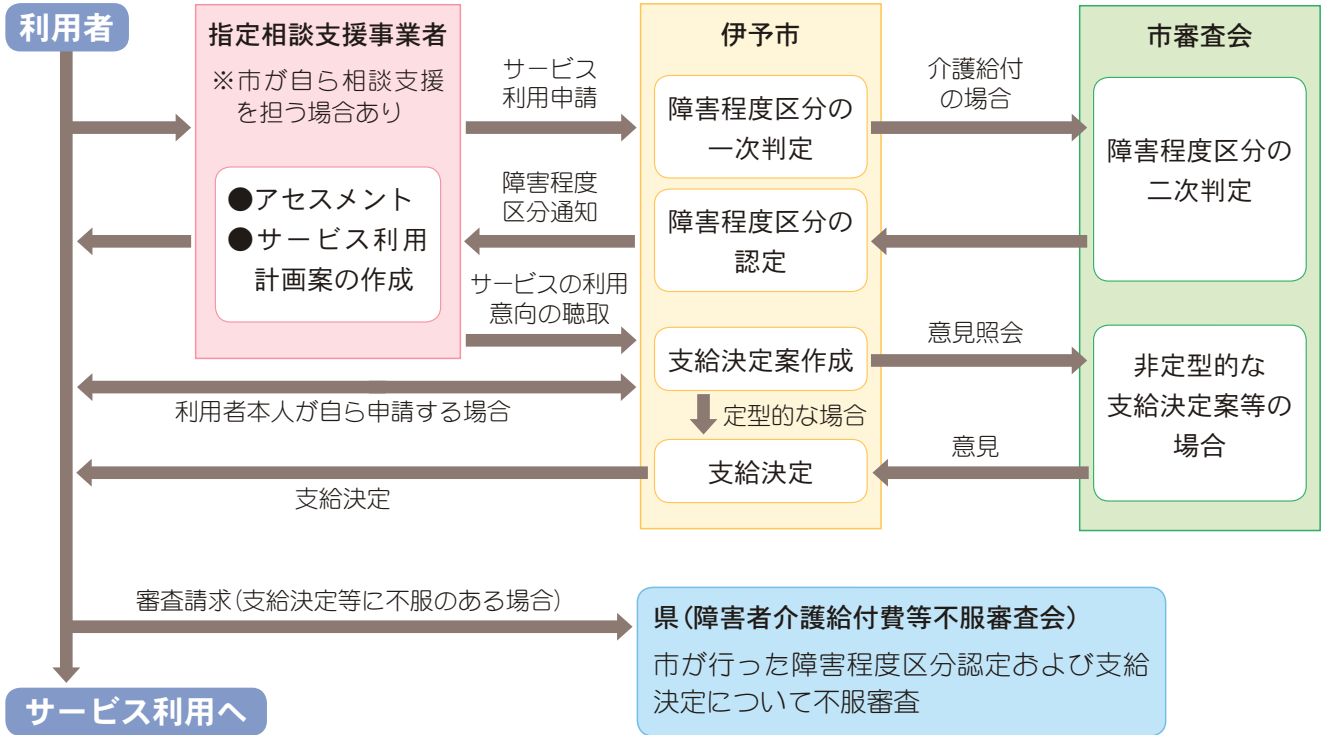 利用者
指定相談支援事業者
※市が自ら相談支援
を担う場合あり
●アセスメント
●サービス利用
計画案の作成
サービス
利用申請
障害程度
区分通知
サービスの利用
意向の聴取
利用者本人が自ら申請する場合
支給決定
伊予市
障害程度区分の
一次判定
障害程度区分の
認定
支給決定案作成
定型的な場合
支給決定
介護給付
の場合
意見照会
意見
市審査会
障害程度区分の
二次判定
非定型的な
支給決定案等の
場合
審査請求(支給決定等に不服のある場合)
県(障害者介護給付費等不服審査会)
市が行った障害程度区分認定および支給
決定について不服審査
サービス利用へ